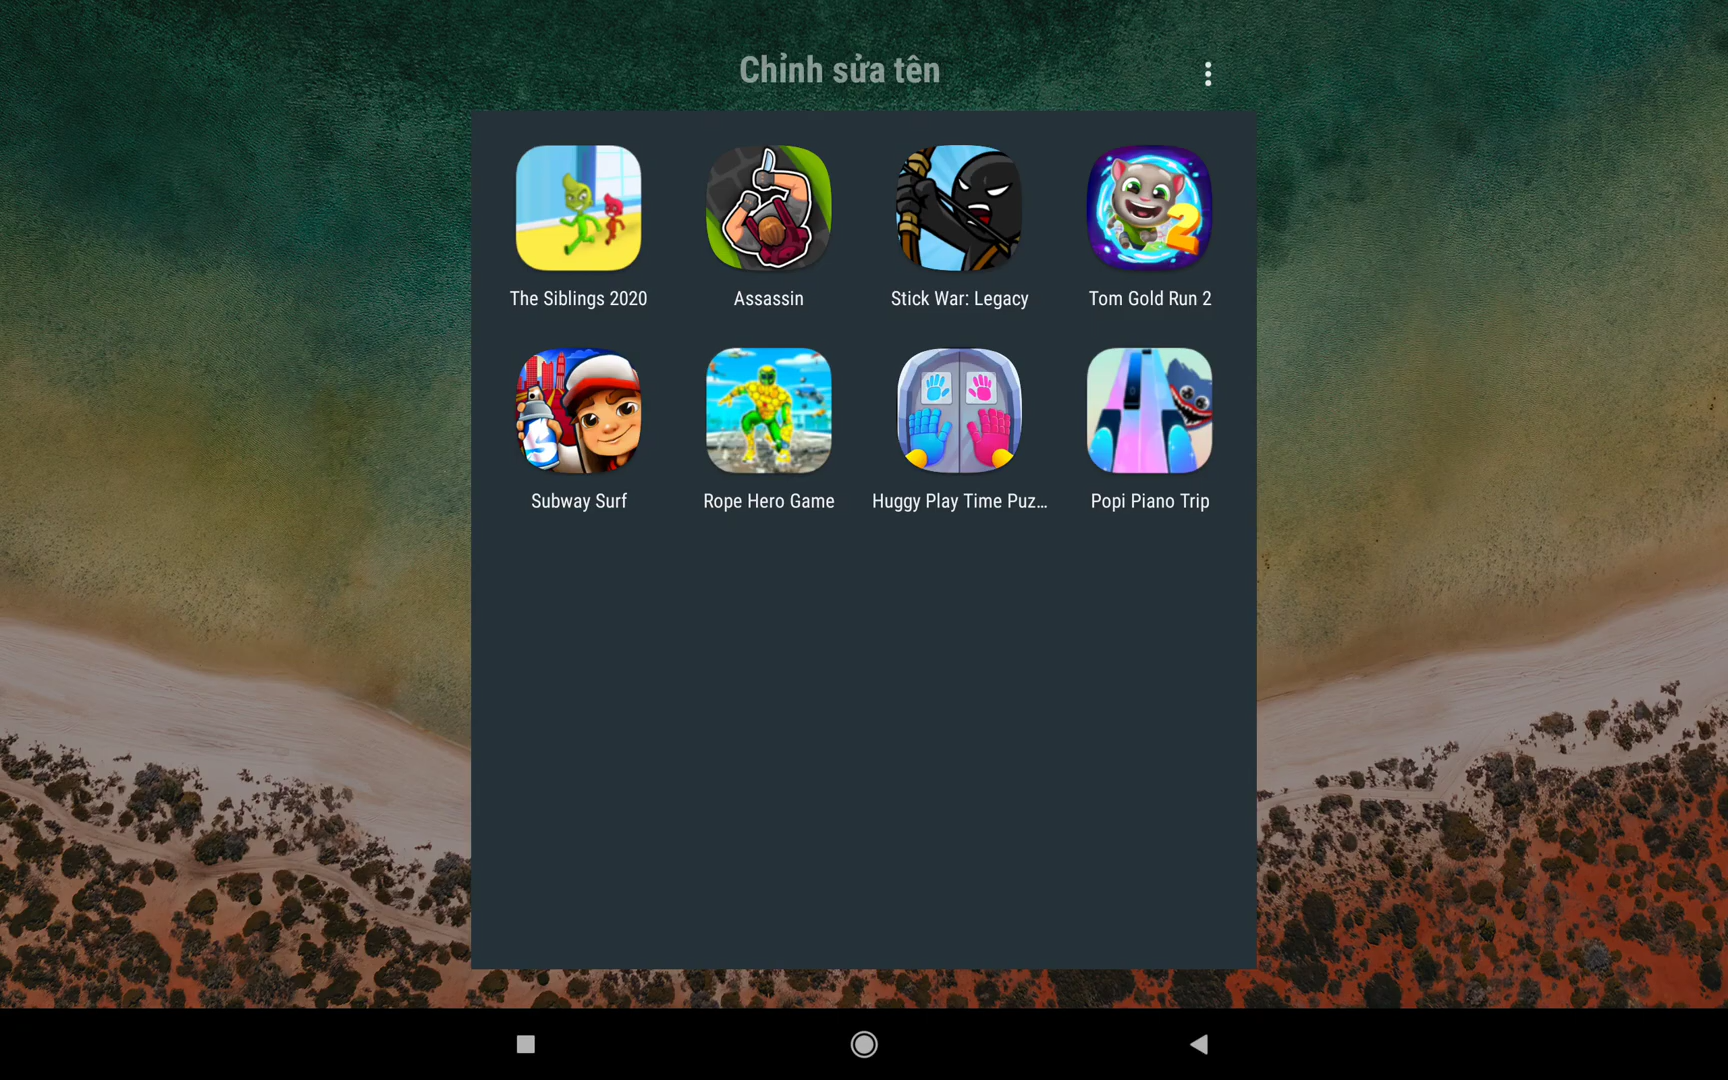 Chỉnh sửa tên
The Siblings 2020
Assassin
Stick War: Legacy
Tom Gold Run 2
2
Subway Surf
Rope Hero Game
Huggy Play Time Puz...
Popi Piano Trip